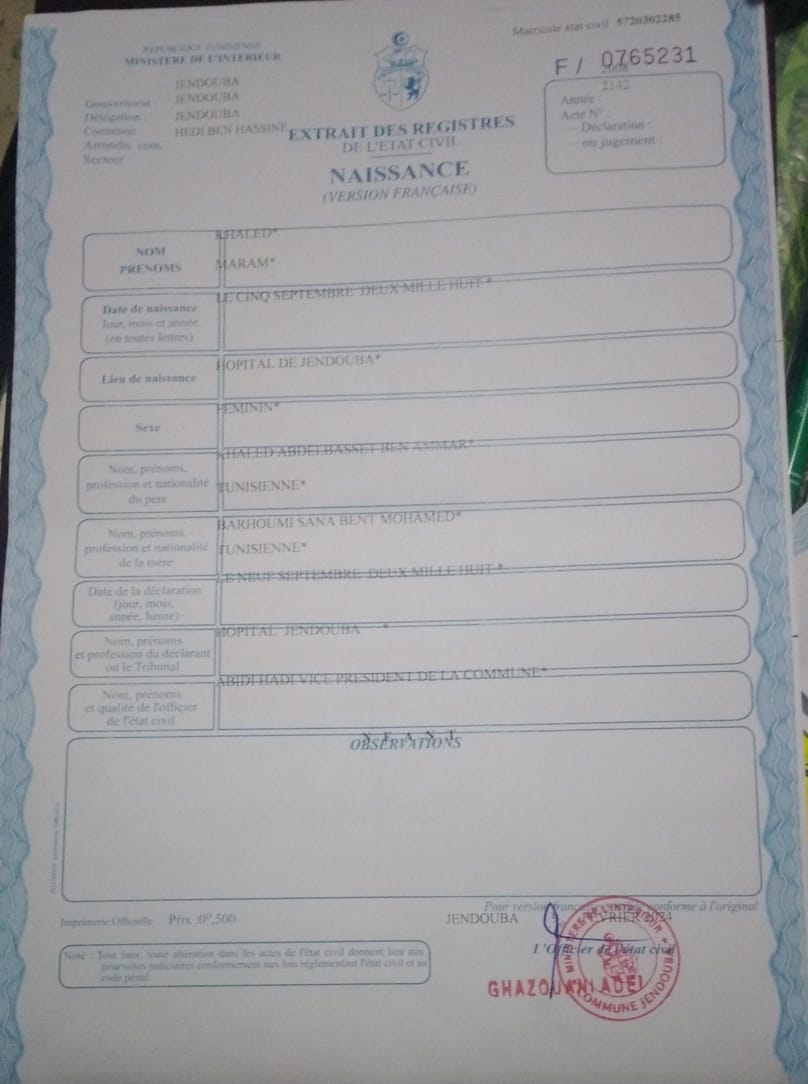 Matricule état civil 5720302285
REPUBLIQUE TUNISIENNE
MINISTERE DE L'INTERIEUR
F / 0765231
2008
2142
Année :
Acte N° :
— Déclaration :
ou jugement :
JENDOUBA
Gouvernorat JENDOUBA
Délégation : JENDOUBA
Commune : HEDI BEN HASSINE
Arrondis. com. :
Secteur
EXTRAIT DES REGISTRES
DE L'ETAT CIVIL
NAISSANCE
(VERSION FRANÇAISE)
NOM
PRENOMS
KHALED*
MARAM*
Date de naissance
Jour, mois et année
(en toutes lettres)
LE CINQ SEPTEMBRE DEUX MILLE HUIT *
Lieu de naissance
HOPITAL DE JENDOUBA*
Sexe
FEMININ*
Nom, prénoms,
profession et nationalité
du père
KHALED ABDELBASSET BEN AMMAR*
TUNISIENNE*
Nom, prénoms,
profession et nationalité
de la mère
BARHOUMI SANA BENT MOHAMED*
TUNISIENNE*
Date de la déclaration
(jour, mois,
année, heure)
LE NEUF SEPTEMBRE DEUX MILLE HUIT *
Nom, prénoms
et profession du déclarant
ou le Tribunal
HOPITAL JENDOUBA *
Nom, prénoms
et qualité de l'officier
de l'état civil
ABIDI HADI VICE PRESIDENT DE LA COMMUNE*
N E A N T
OBSERVATIONS
Imprimerie Officielle Prix :0ᴰ,500
Pour version française conforme à l'original
JENDOUBA FEVRIER 2024
L'Officier de l'état civil
GHAZOUANI ADEL
MINISTERE DE L'INTERIEUR
COMMUNE JENDOUBA
Note : Tout faux, toute altération dans les actes de l'état civil donnent lieu aux
poursuites judiciaires conformément aux lois réglementant l'état civil et au
code pénal.